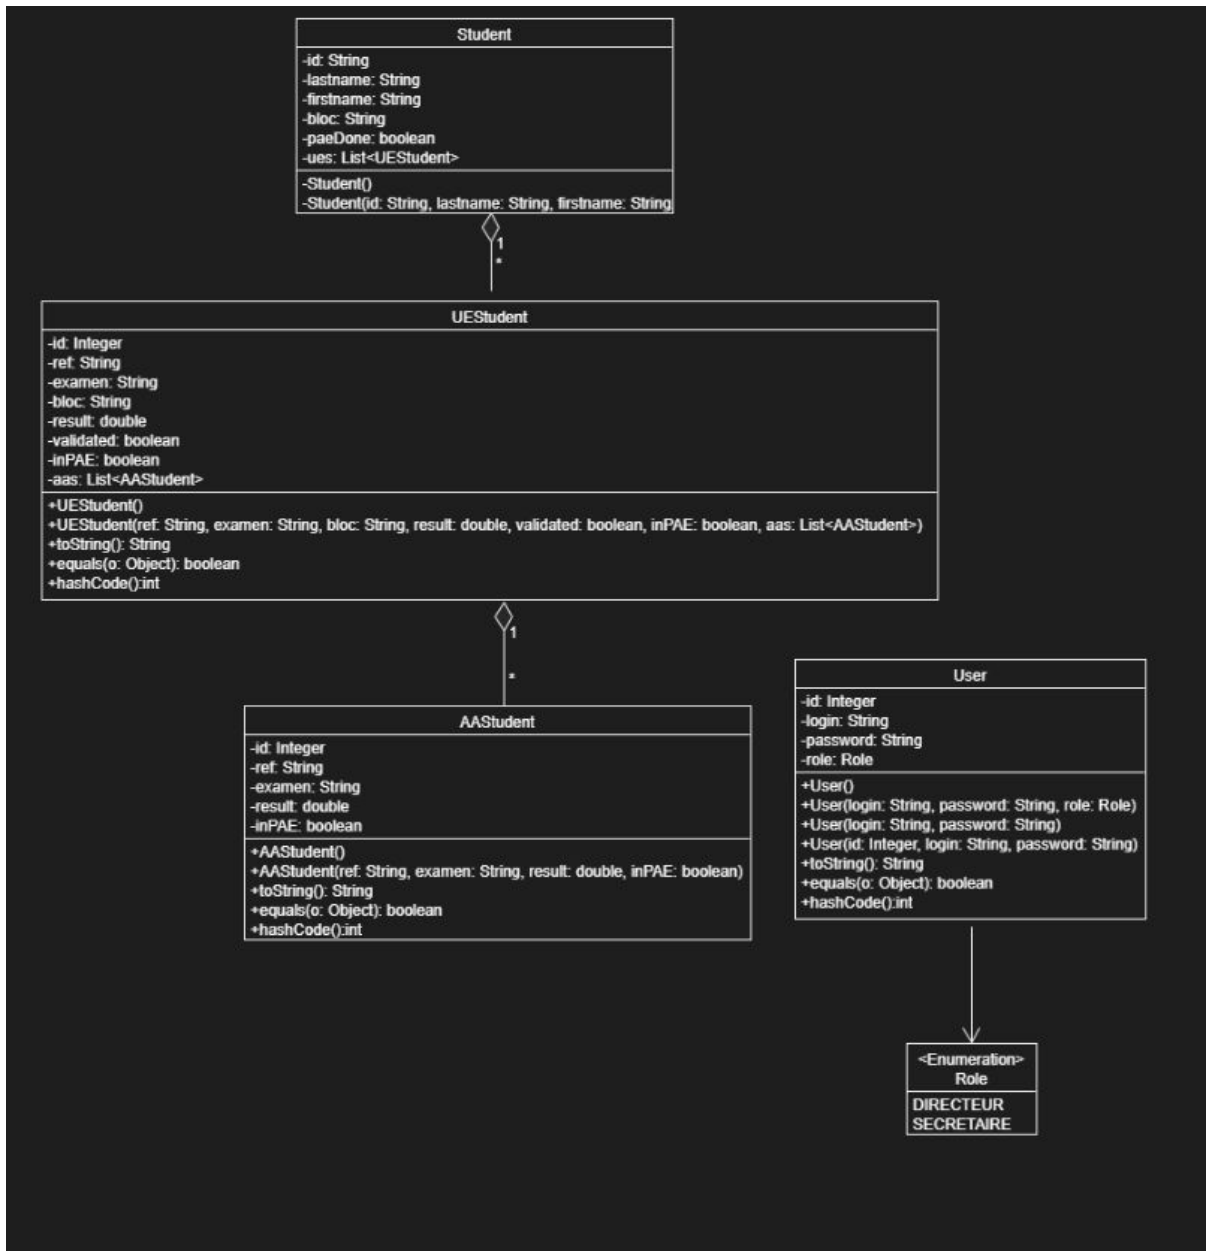 Student
-id: String
-lastname: String
-firstname: String
-bloc: String
-paeDone: boolean
-ues: List<UEStudent>
-Student()
-Student(id: String, lastname: String, firstname: String
1
*
UEStudent
-id: Integer
-ref: String
-examen: String
-bloc: String
-result: double
-validated: boolean
-inPAE: boolean
-aas: List<AAStudent>
+UEStudent()
+UEStudent(ref: String, examen: String, bloc: String, result: double, validated: boolean, inPAE: boolean, aas: List<AAStudent>)
+toString(): String
+equals(o: Object): boolean
+hashCode():int
1
*
AAStudent
-id: Integer
-ref: String
-examen: String
-result: double
-inPAE: boolean
+AAStudent()
+AAStudent(ref: String, examen: String, result: double, inPAE: boolean)
+toString(): String
+equals(o: Object): boolean
+hashCode():int
User
-id: Integer
-login: String
-password: String
-role: Role
+User()
+User(login: String, password: String, role: Role)
+User(login: String, password: String)
+User(id: Integer, login: String, password: String)
+toString(): String
+equals(o: Object): boolean
+hashCode():int
<Enumeration>
Role
DIRECTEUR
SECRETAIRE